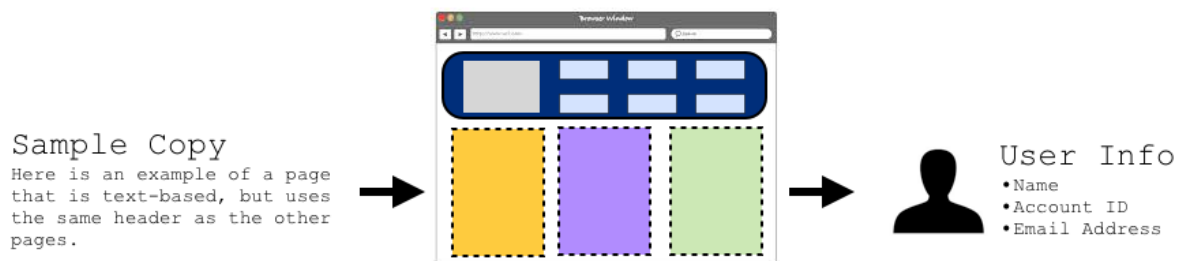 Sample Copy
Here is an example of a page
that is text-based, but uses
the same header as the other
pages.
Browser Window
User Info
•Name
•Account ID
•Email Address